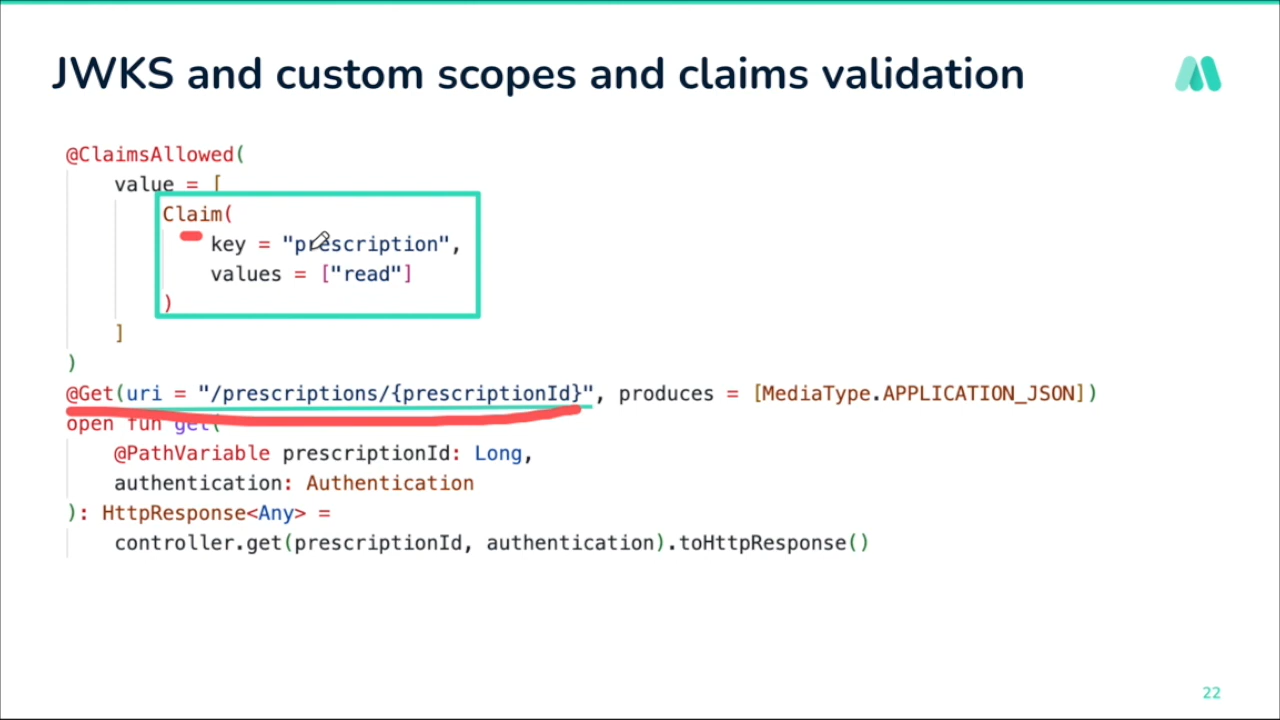 JWKS and custom scopes and claims validation
@ClaimsAllowed(
value = [
Claim(
key = "prescription",
values = ["read"]
)
]
)
@Get(uri = "/prescriptions/{prescriptionId}", produces = [MediaType.APPLICATION_JSON])
open fun get(
@PathVariable prescriptionId: Long,
authentication: Authentication
): HttpResponse<Any> =
controller.get(prescriptionId, authentication).toHttpResponse()
22